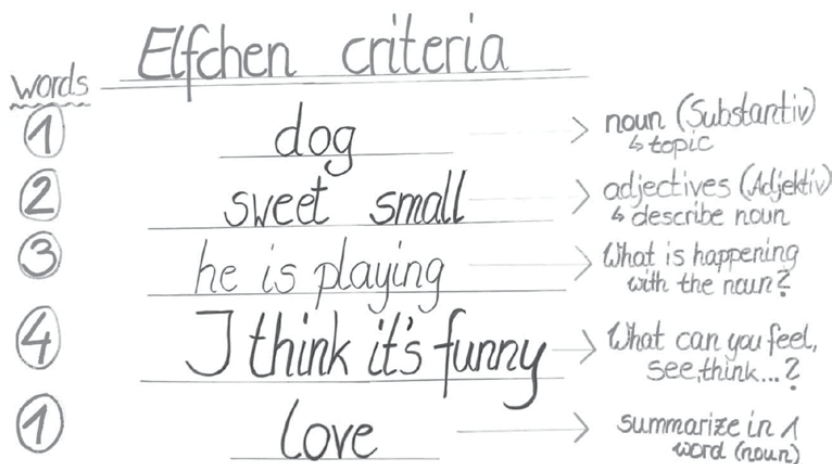 Elfchen criteria
words
① dog → noun (Substantiv)
↳ topic
② sweet small → adjectives (Adjektiv)
↳ describe noun
③ he is playing → What is happening
with the noun?
④ I think it's funny → What can you feel,
see, think...?
① love → summarize in 1
word (noun)